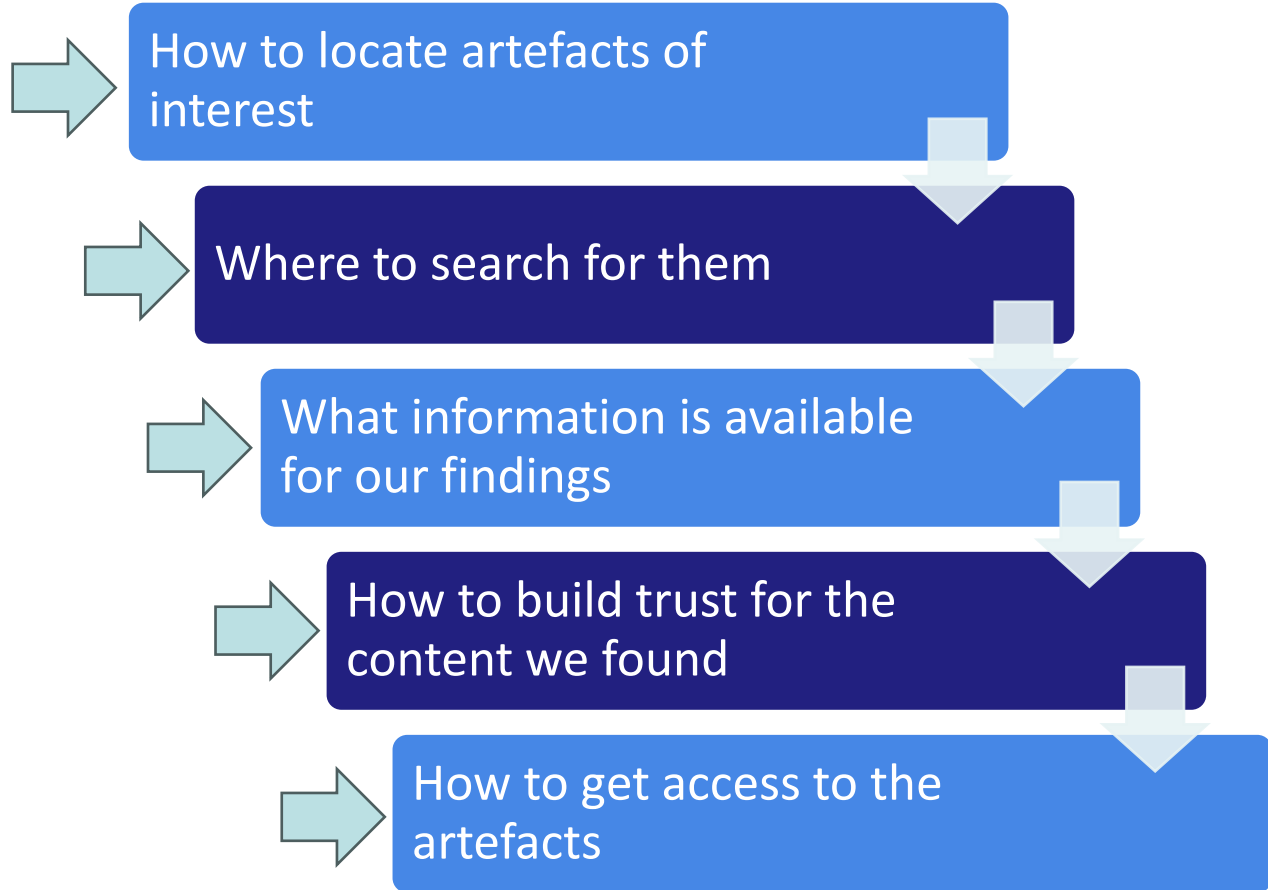 How to locate artefacts of
interest
Where to search for them
What information is available
for our findings
How to build trust for the
content we found
How to get access to the
artefacts